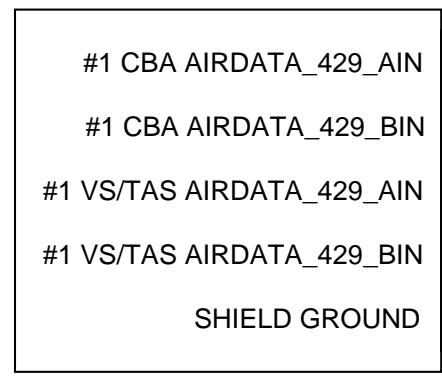 #1 CBA AIRDATA_429_AIN
#1 CBA AIRDATA_429_BIN
#1 VS/TAS AIRDATA_429_AIN
#1 VS/TAS AIRDATA_429_BIN
SHIELD GROUND